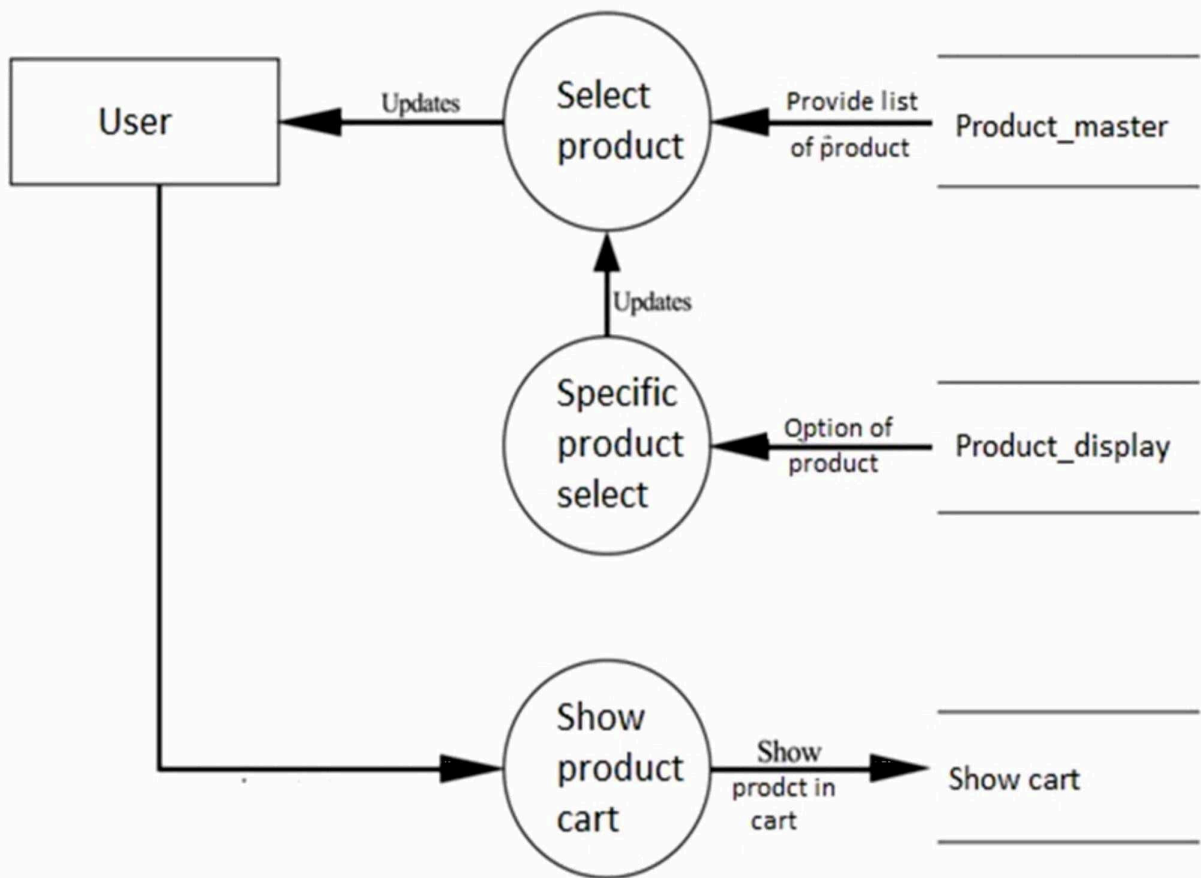 User
Updates
Select
product
Provide list
of product
Product_master
Updates
Specific
product
select
Option of
product
Product_display
Show
product
cart
Show
prodct in
cart
Show cart